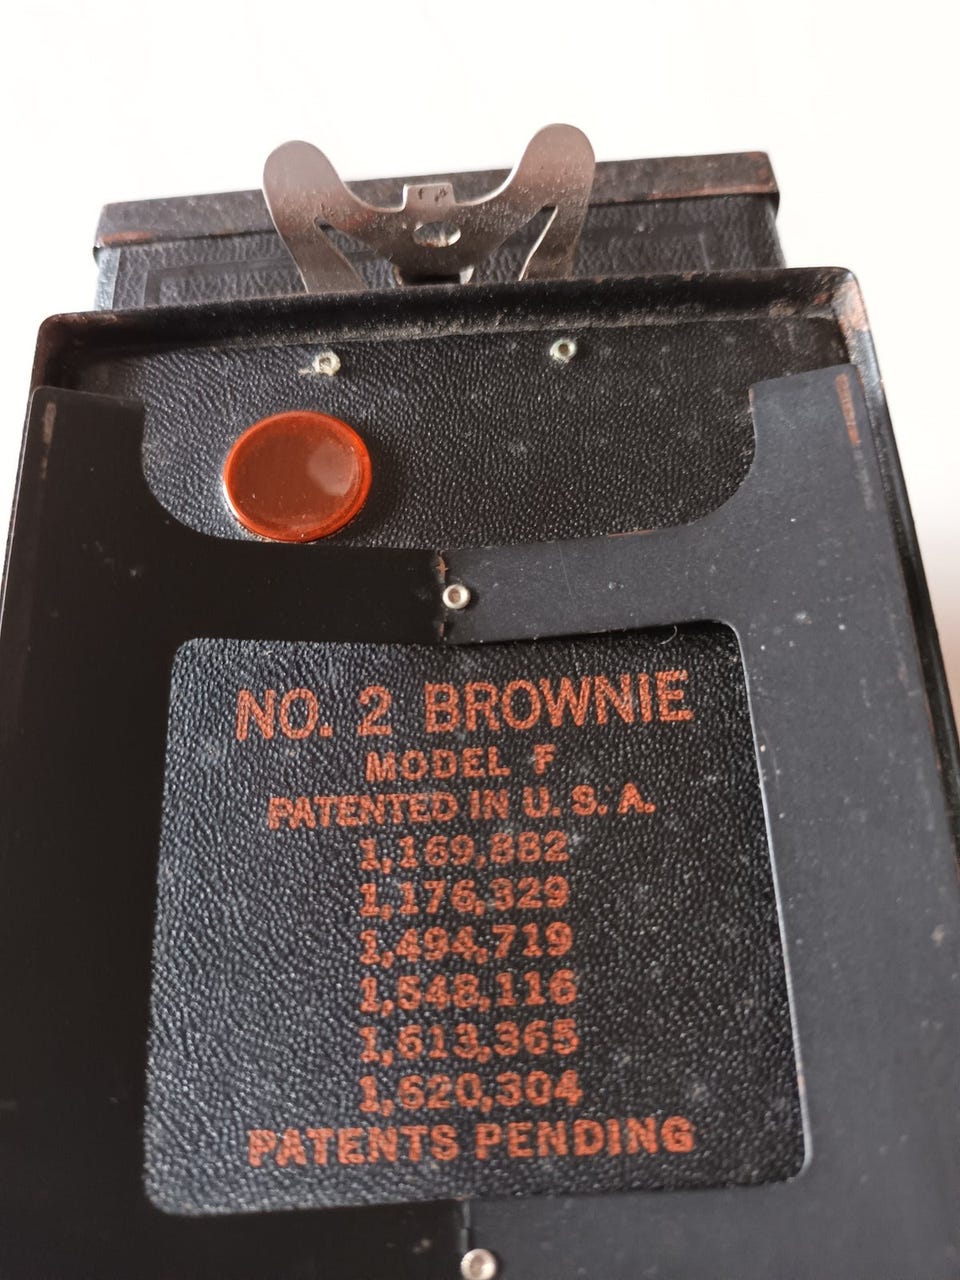 NO. 2 BROWNIE
MODEL F
PATENTED IN U. S. A.
1,169,882
1,176,329
1,494,719
1,548,116
1,613,365
1,620,304
PATENTS PENDING